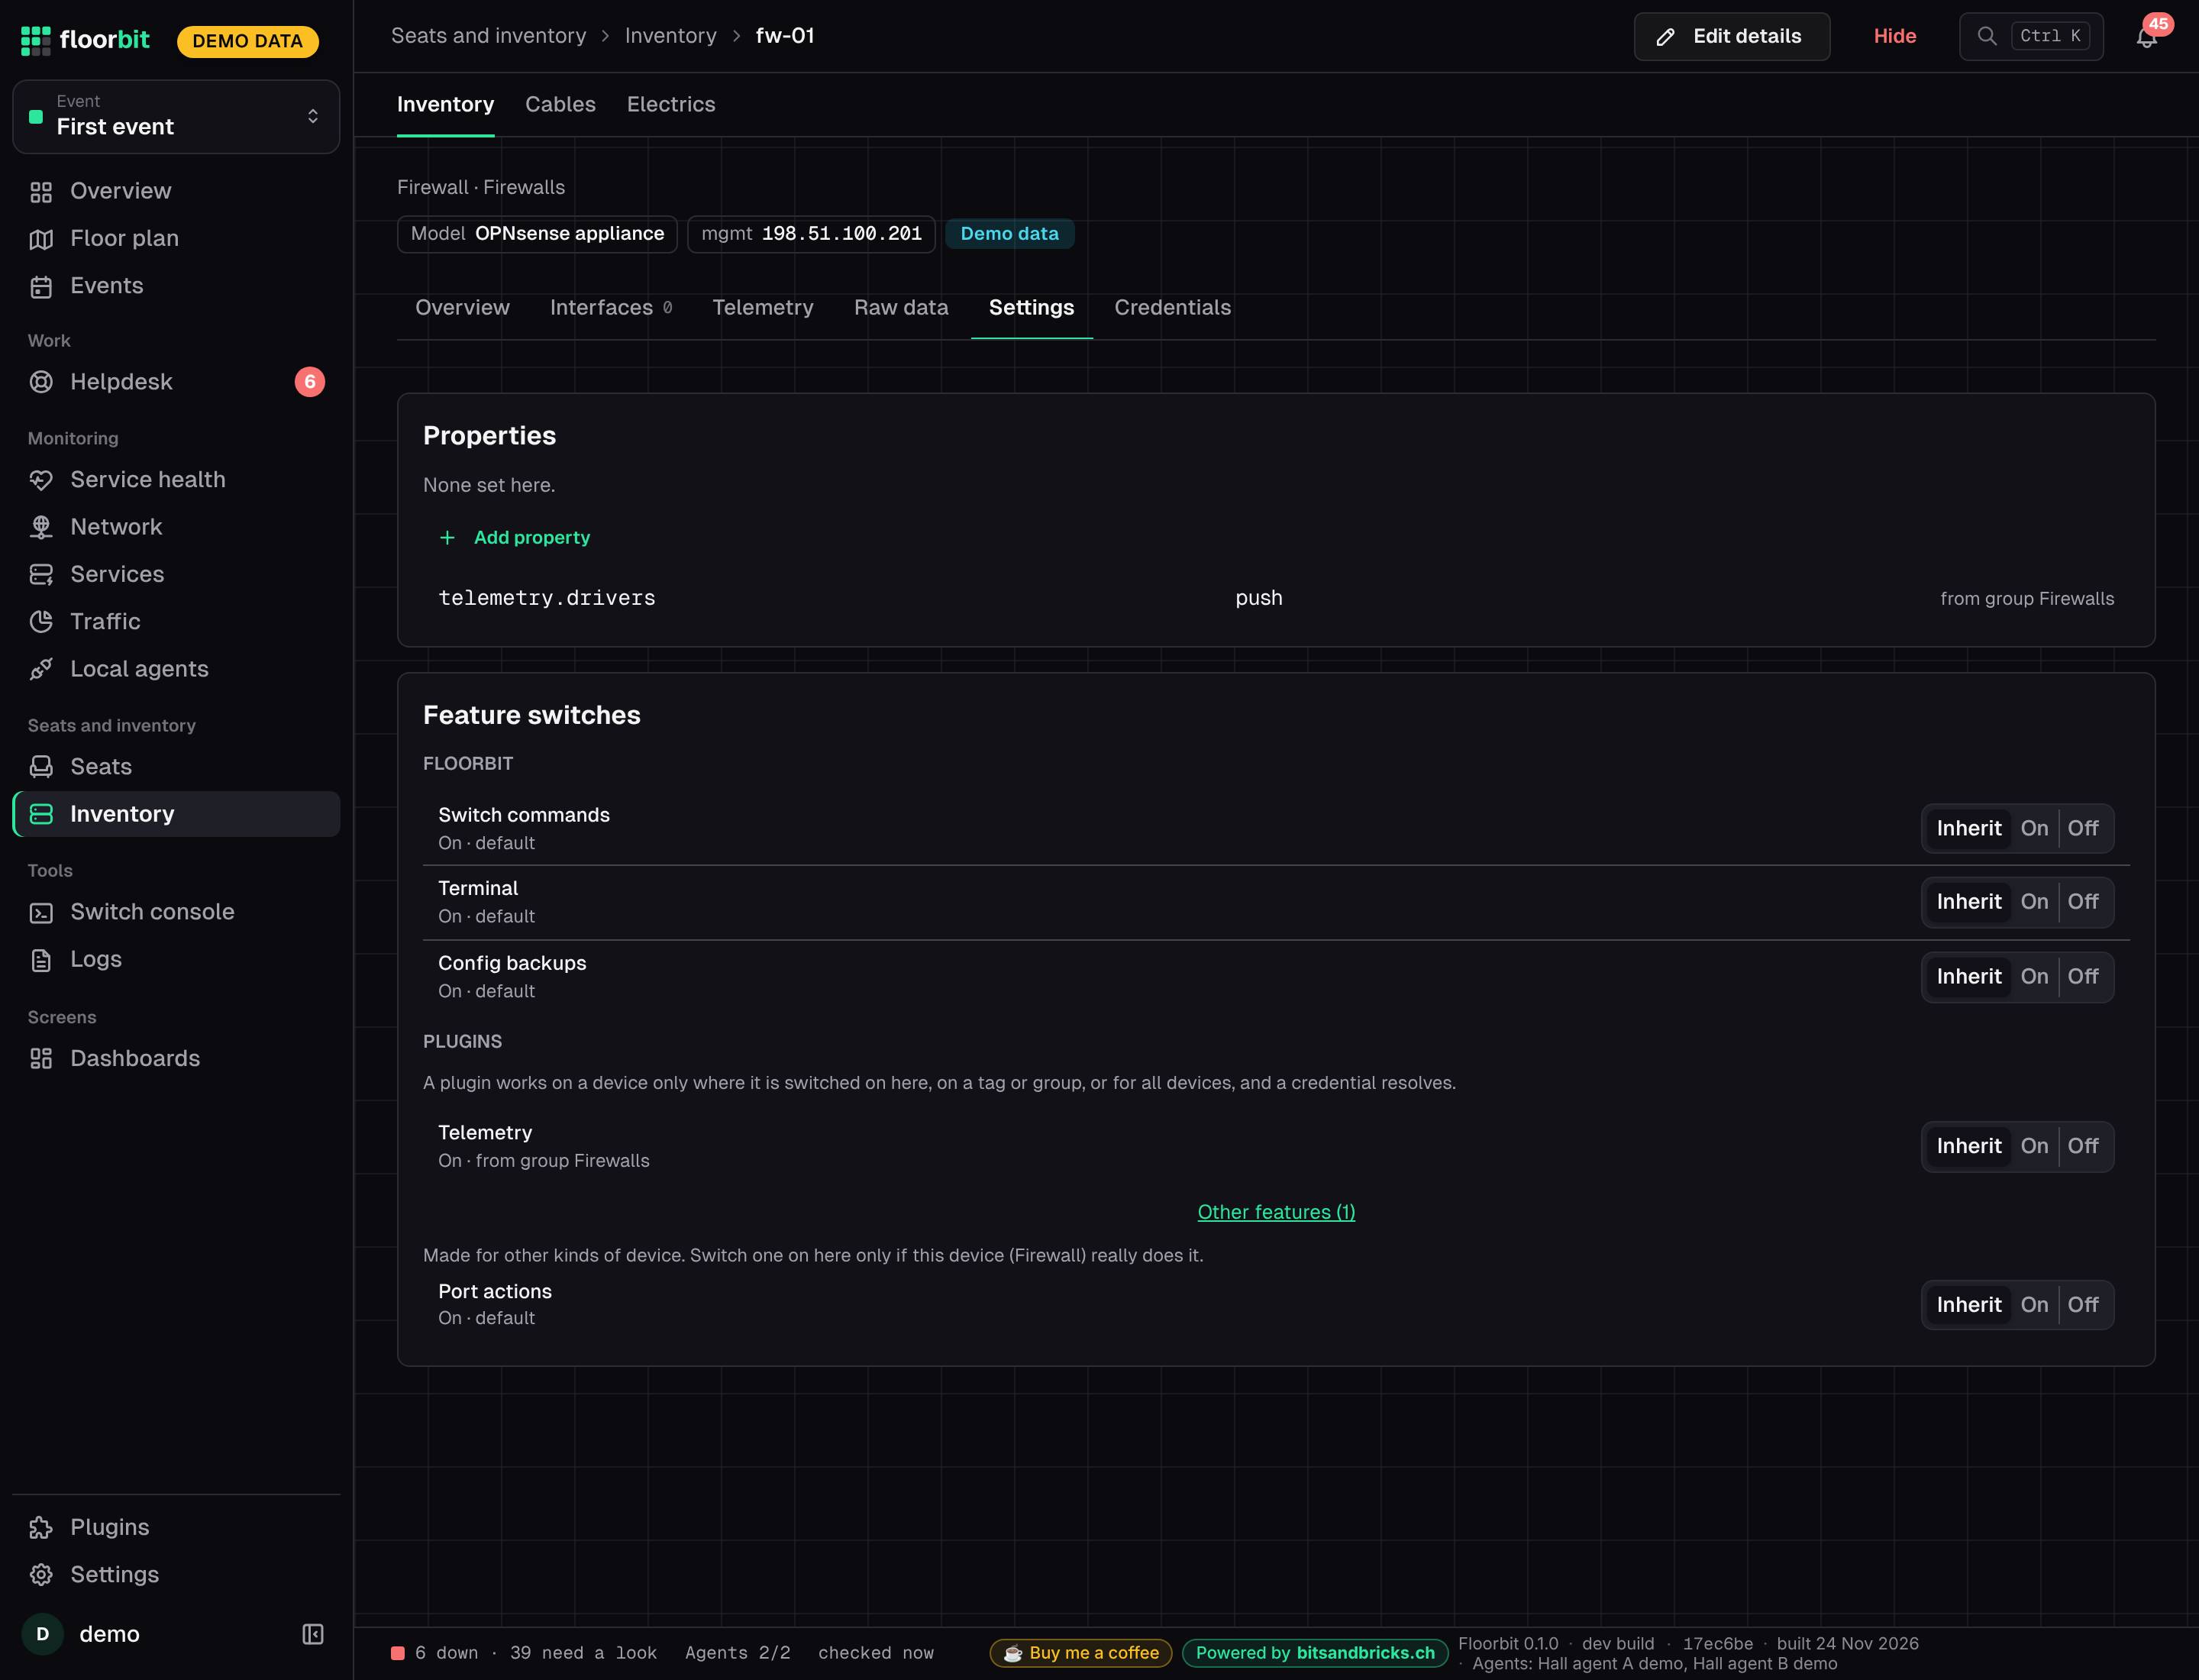 floorbit DEMO DATA
Event
First event
Overview
Floor plan
Events
Work
Helpdesk 6
Monitoring
Service health
Network
Services
Traffic
Local agents
Seats and inventory
Seats
Inventory
Tools
Switch console
Logs
Screens
Dashboards
Plugins
Settings
D demo
Seats and inventory > Inventory > fw-01
Edit details Hide Ctrl K 45
Inventory Cables Electrics
Firewall · Firewalls
Model OPNsense appliance mgmt 198.51.100.201 Demo data
Overview Interfaces 0 Telemetry Raw data Settings Credentials
Properties
None set here.
+ Add property
telemetry.drivers push from group Firewalls
Feature switches
FLOORBIT
Switch commands
On · default
Inherit On Off
Terminal
On · default
Inherit On Off
Config backups
On · default
Inherit On Off
PLUGINS
A plugin works on a device only where it is switched on here, on a tag or group, or for all devices, and a credential resolves.
Telemetry
On · from group Firewalls
Inherit On Off
Other features (1)
Made for other kinds of device. Switch one on here only if this device (Firewall) really does it.
Port actions
On · default
Inherit On Off
6 down · 39 need a look Agents 2/2 checked now
☕ Buy me a coffee Powered by bitsandbricks.ch
Floorbit 0.1.0 · dev build · 17ec6be · built 24 Nov 2026
· Agents: Hall agent A demo, Hall agent B demo